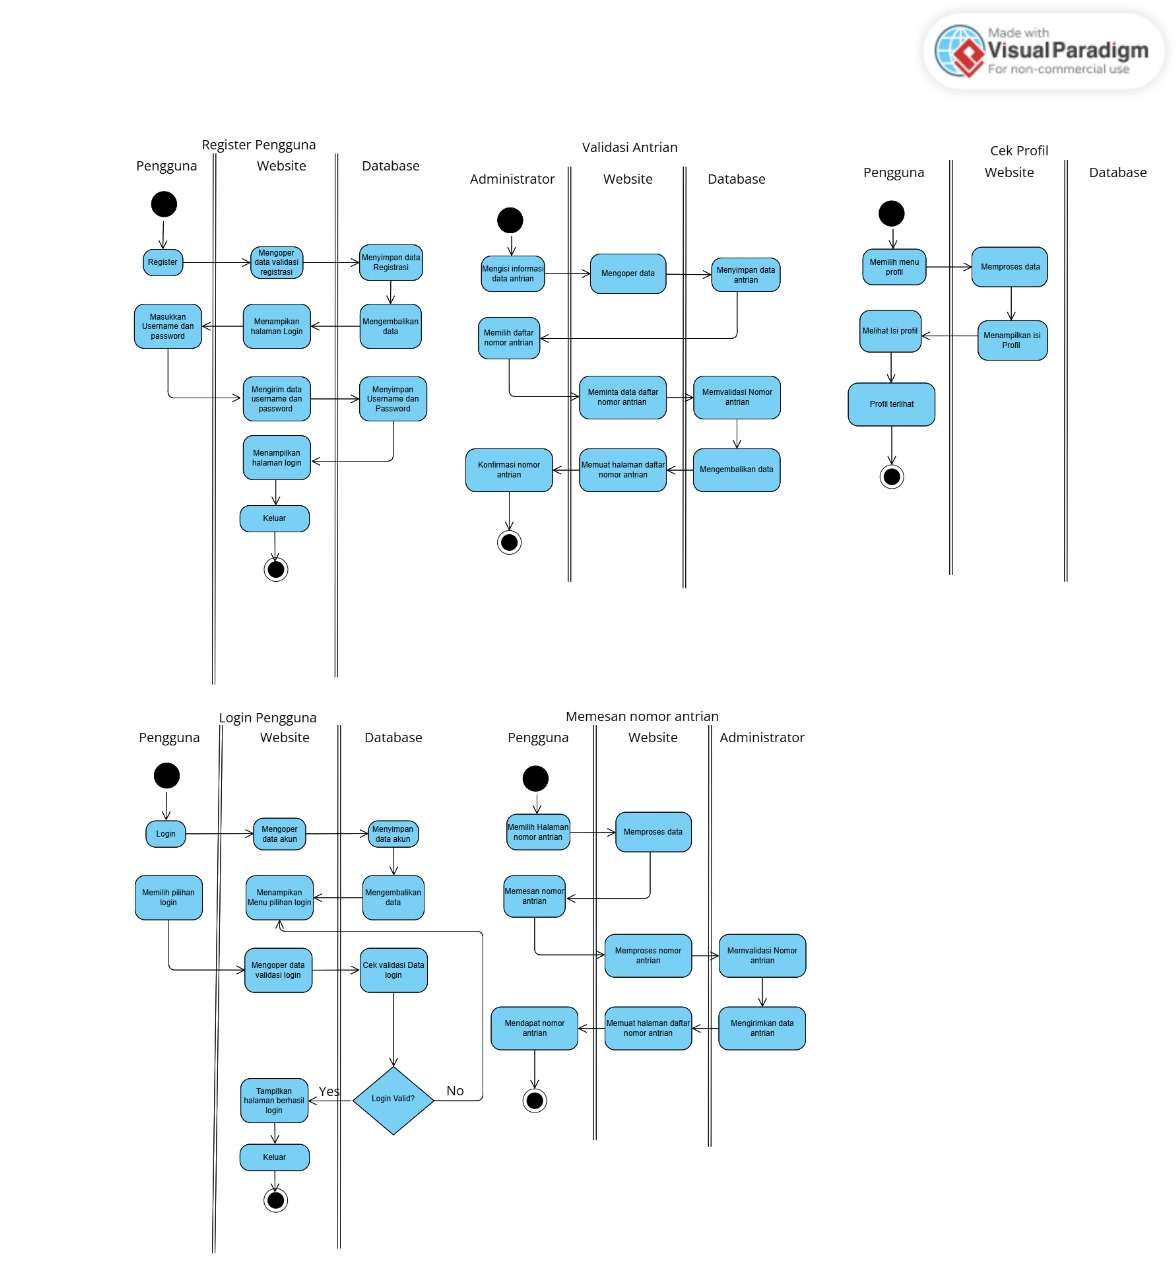 Made with
VisualParadigm
For non-commercial use
Register Pengguna
Pengguna
Website
Database
Register
Mengoper
data validasi
registrasi
Menyimpan data
Registrasi
Masukkan
Username dan
password
Menampikan
halaman Login
Mengembalikan
data
Mengirim data
username dan
password
Menyimpan
Username dan
Password
Menampilkan
halaman login
Keluar
Validasi Antrian
Administrator
Website
Database
Mengisi informasi
data antrian
Mengoper data
Menyimpan data
antrian
Memilih daftar
nomor antrian
Meminta data daftar
nomor antrian
Memvalidasi Nomor
antrian
Konfirmasi nomor
antrian
Memuat halaman daftar
nomor antrian
Mengembalikan data
Cek Profil
Pengguna
Website
Database
Memilih menu
profil
Memproses data
Melihat Isi profil
Menampilkan isi
Profil
Profil terlihat
Login Pengguna
Pengguna
Website
Database
Login
Mengoper
data akun
Menyimpan
data akun
Memilih pilihan
login
Menampikan
Menu pilihan login
Mengembalikan
data
Mengoper data
validasi login
Cek validasi Data
login
Login Valid?
Yes
No
Tampilkan
halaman berhasil
login
Keluar
Memesan nomor antrian
Pengguna
Website
Administrator
Memilih Halaman
nomor antrian
Memproses data
Memesan nomor
antrian
Memproses nomor
antrian
Memvalidasi Nomor
antrian
Mendapat nomor
antrian
Memuat halaman daftar
nomor antrian
Mengirimkan data
antrian